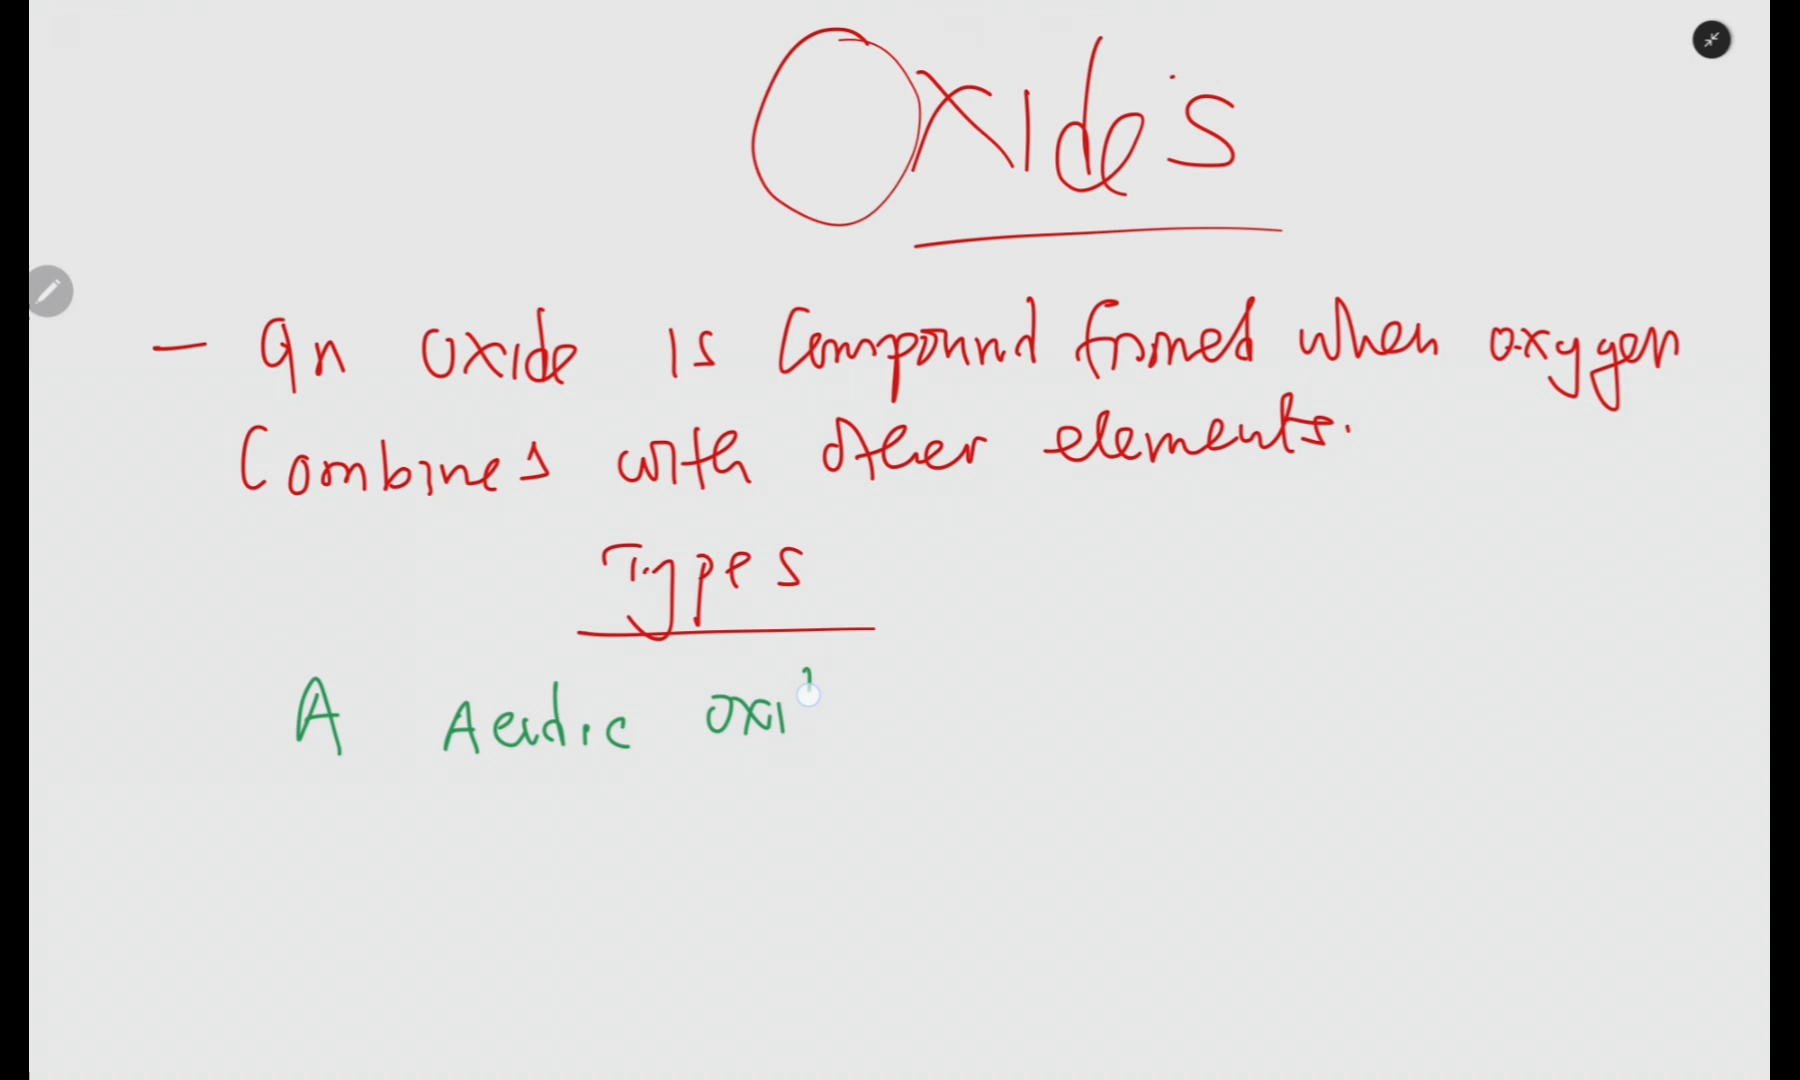 Oxides
- An oxide is Compound formed when oxygen
Combines with other elements.
Types
A Acidic oxi